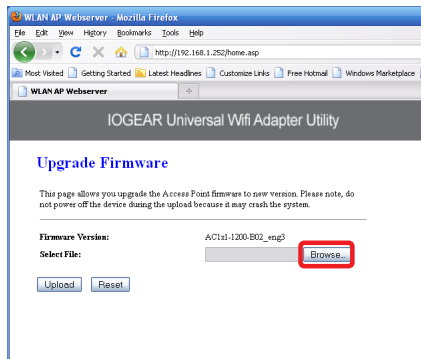 WLAN AP Webserver - Mozilla Firefox
File Edit View History Bookmarks Tools Help
http://192.168.1.252/home.asp
Most Visited Getting Started Latest Headlines Customize Links Free Hotmail Windows Marketplace
WLAN AP Webserver
IOGEAR Universal Wifi Adapter Utility
Upgrade Firmware
This page allows you upgrade the Access Point firmware to new version. Please note, do
not power off the device during the upload because it may crash the system.
Firmware Version: AC1x1-1200-B02_eng3
Select File: Browse..
Upload Reset